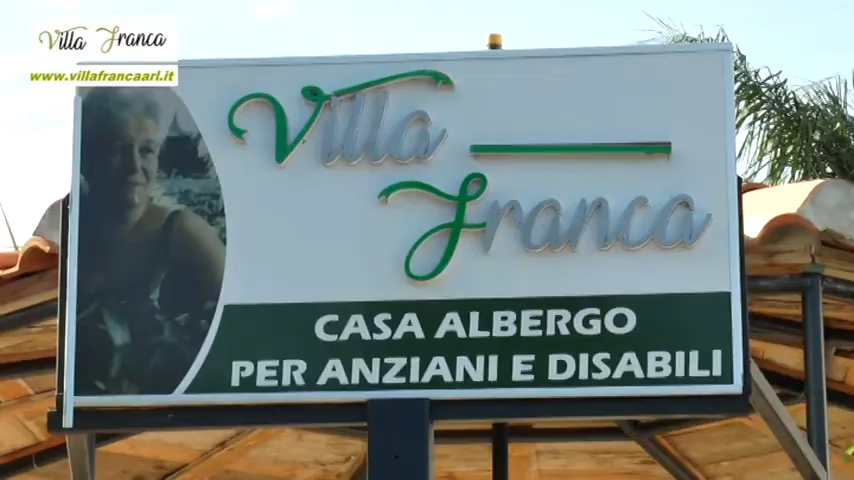 Villa Franca
www.villafrancaarl.it
Villa
Franca
CASA ALBERGO
PER ANZIANI E DISABILI